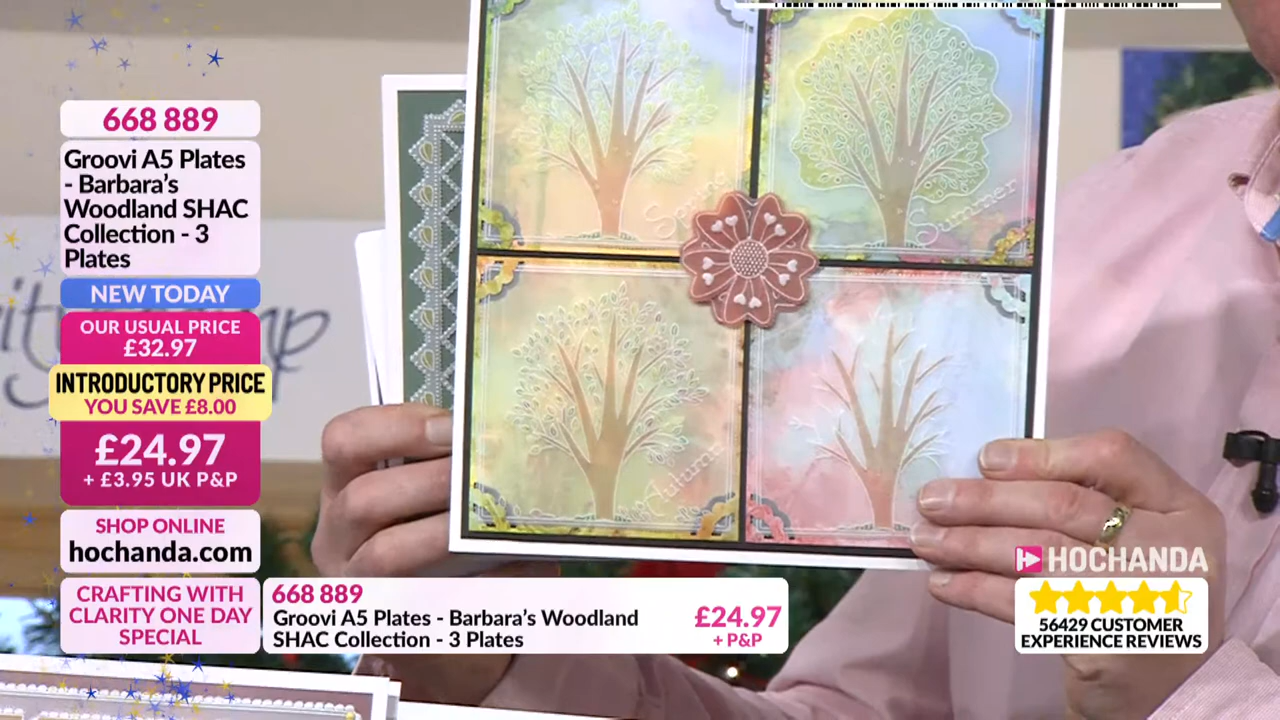 668 889
Groovi A5 Plates
- Barbara's
Woodland SHAC
Collection - 3
Plates
NEW TODAY
OUR USUAL PRICE
£32.97
INTRODUCTORY PRICE
YOU SAVE £8.00
£24.97
+ £3.95 UK P&P
SHOP ONLINE
hochanda.com
CRAFTING WITH
CLARITY ONE DAY
SPECIAL
668 889
Groovi A5 Plates - Barbara's Woodland
SHAC Collection - 3 Plates
£24.97
+ P&P
Spring
Summer
Autumn
HOCHANDA
56429 CUSTOMER
EXPERIENCE REVIEWS